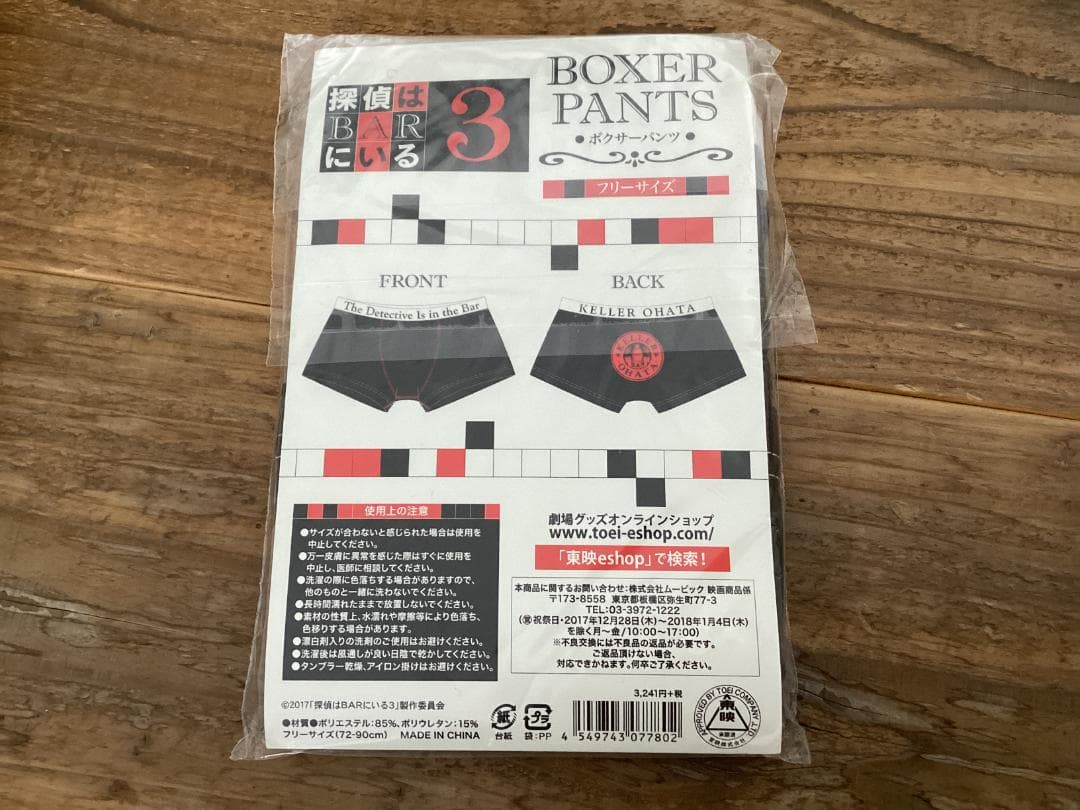 探偵は
BAR
にいる
3
BOXER
PANTS
●ボクサーパンツ●
フリーサイズ
FRONT
BACK
The Detective Is in the Bar
KELLER OHATA
KELLER
OHATA
使用上の注意
●サイズが合わないと感じられた場合は使用を
中止してください。
●万一皮膚に異常を感じた際はすぐに使用を
中止し、医師に相談してください。
●洗濯の際に色落ちする場合がありますので、
他のものと一緒に洗わないでください。
●長時間濡れたままで放置しないでください。
●素材の性質上、水濡れや摩擦等により色落ち、
色移りする場合があります。
●漂白剤入りの洗剤のご使用はお避けください。
●洗濯後は風通しが良い日陰で乾かしてください。
●タンブラー乾燥、アイロン掛けはお避けください。
劇場グッズオンラインショップ
www.toei-eshop.com/
「東映eshop」で検索!
本商品に関するお問い合わせ:株式会社ムービック 映画商品係
〒173-8558 東京都板橋区弥生町77-3
TEL:03-3972-1222
(㊡祝祭日・2017年12月28日(木)~2018年1月4日(木)
を除く月~金/10:00~17:00)
※不良交換には不良品の返品が必要です。
ご返品頂けない場合、
対応できかねます。何卒ご了承ください。
3,241円+税
©2017「探偵はBARにいる3」製作委員会
●材質●ポリエステル:85%、ポリウレタン:15%
フリーサイズ(72-90cm) MADE IN CHINA
紙
台紙
プラ
袋:PP
4 549743 077802
APPROVED BY TOEI COMPANY, LTD
東映
承認済
東映株式会社